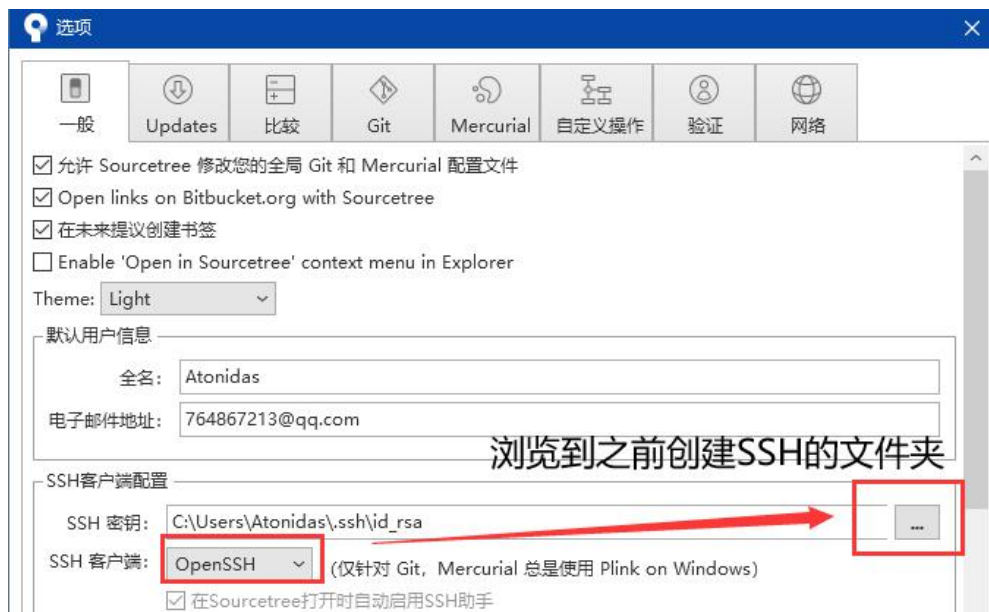 选项
一般 Updates 比较 Git Mercurial 自定义操作 验证 网络
允许 Sourcetree 修改您的全局 Git 和 Mercurial 配置文件
Open links on Bitbucket.org with Sourcetree
在未来提议创建书签
Enable 'Open in Sourcetree' context menu in Explorer
Theme: Light
默认用户信息
全名: Atonidas
电子邮件地址: 764867213@qq.com
浏览到之前创建SSH的文件夹
SSH客户端配置
SSH 密钥: C:\Users\Atonidas\.ssh\id_rsa ...
SSH 客户端: OpenSSH (仅针对 Git, Mercurial 总是使用 Plink on Windows)
在Sourcetree打开时自动启用SSH助手